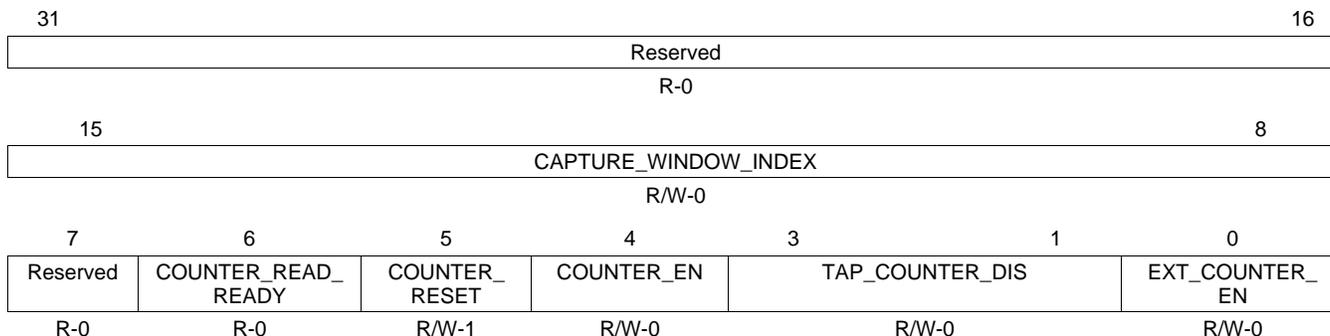 31 16
Reserved
R-0
15 8
CAPTURE_WINDOW_INDEX
R/W-0
7 6 5 4 3 1 0
Reserved COUNTER_READ_ COUNTER_ COUNTER_EN TAP_COUNTER_DIS EXT_COUNTER_
READY RESET EN
R-0 R-0 R/W-1 R/W-0 R/W-0 R/W-0